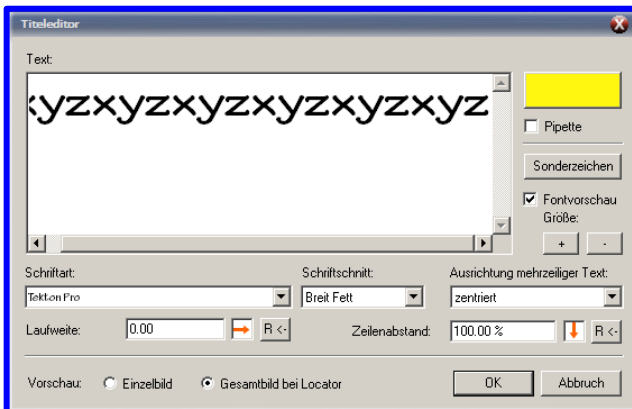 Titeleditor
Text:
xyzxyzxyzxyzxyzxyz
Pipette
Sonderzeichen
Fontvorschau
Größe:
+ -
Schriftart: Schriftschnitt: Ausrichtung mehrzeiliger Text:
Tekton Pro Breit Fett zentriert
Laufweite: 0.00 R <- Zeilenabstand: 100.00 % R <-
Vorschau: Einzelbild Gesamtbild bei Locator OK Abbruch